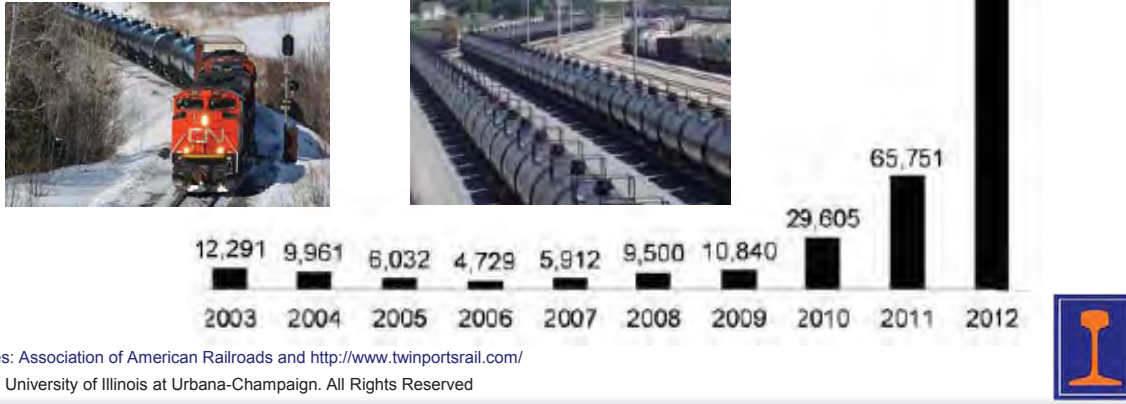 CN
65,751
29,605
12,291 9,961 6,032 4,729 5,912 9,500 10,840
2003 2004 2005 2006 2007 2008 2009 2010 2011 2012
es: Association of American Railroads and http://www.twinportsrail.com/
University of Illinois at Urbana-Champaign. All Rights Reserved